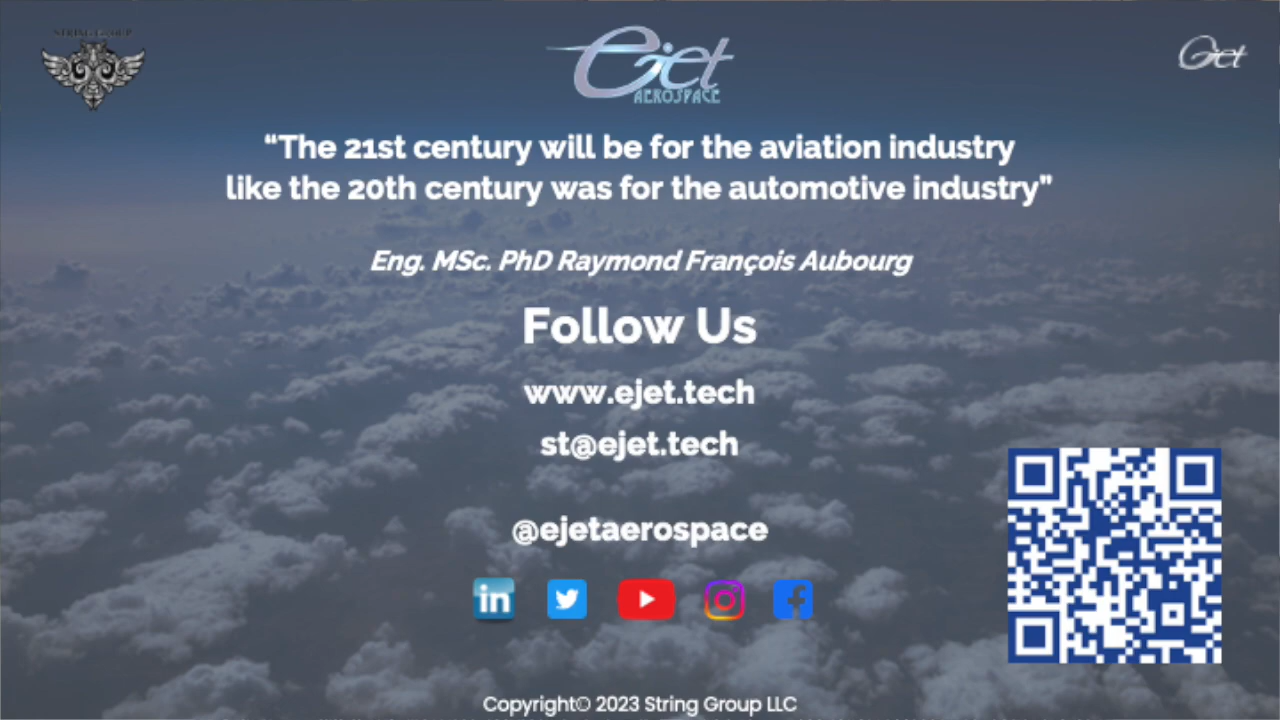 STRING GROUP
ejet
AEROSPACE
ejet
“The 21st century will be for the aviation industry
like the 20th century was for the automotive industry”
Eng. MSc. PhD Raymond François Aubourg
Follow Us
www.ejet.tech
st@ejet.tech
@ejetaerospace
in
Copyright© 2023 String Group LLC